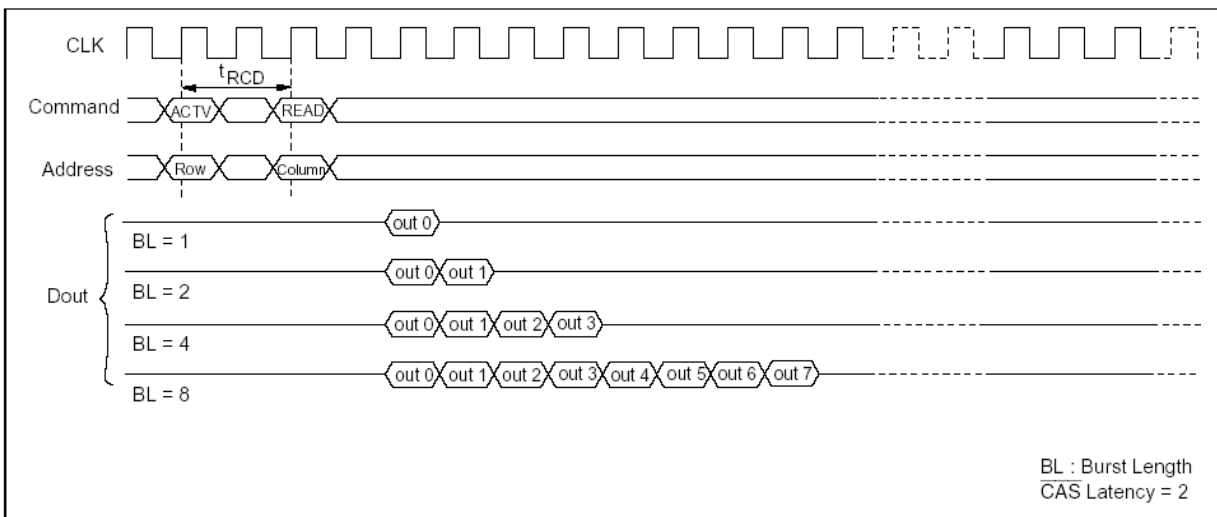 CLK
tRCD
Command ACTV READ
Address Row Column
out 0
BL = 1
out 0 out 1
Dout BL = 2
out 0 out 1 out 2 out 3
BL = 4
out 0 out 1 out 2 out 3 out 4 out 5 out 6 out 7
BL = 8
BL : Burst Length
CAS Latency = 2